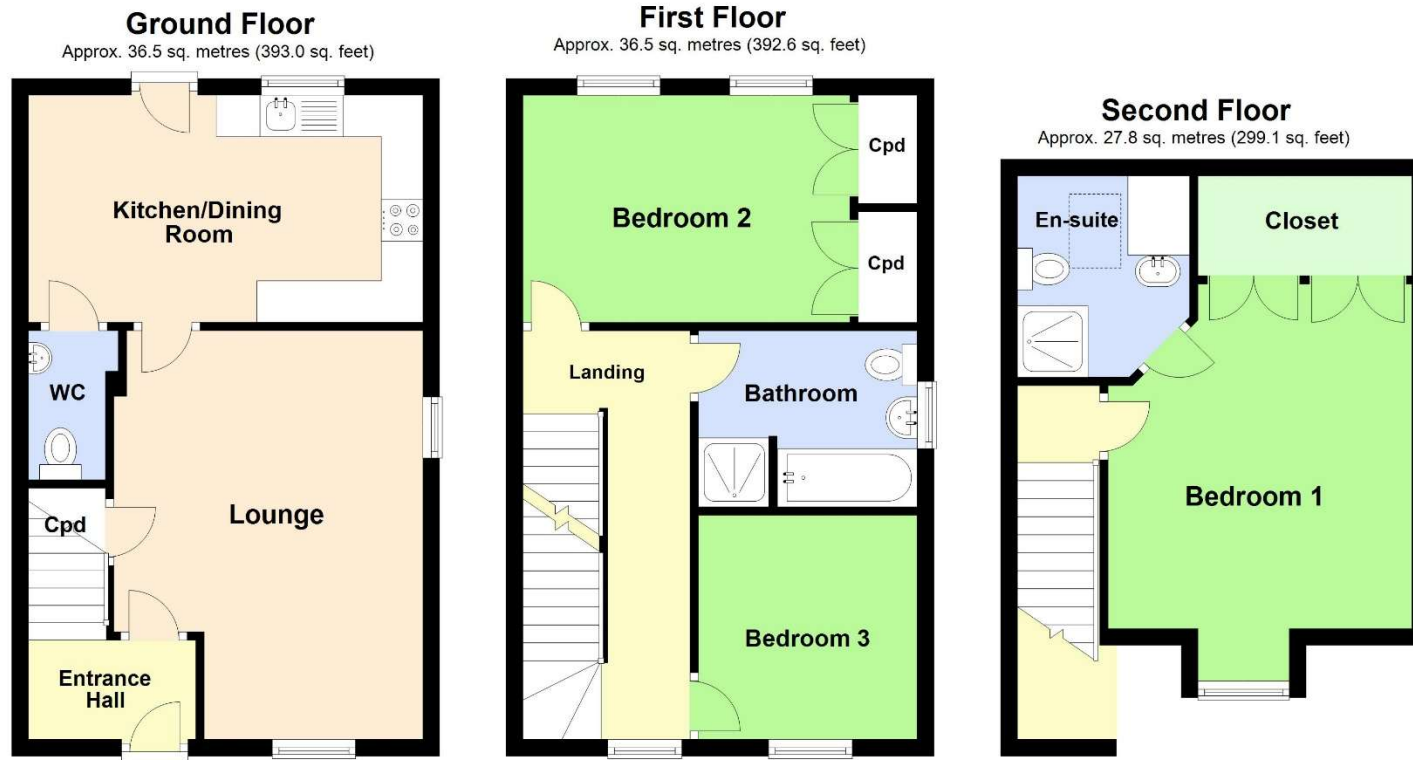 Ground Floor
Approx. 36.5 sq. metres (393.0 sq. feet)
Kitchen/Dining
Room
WC
Cpd
Lounge
Entrance
Hall
First Floor
Approx. 36.5 sq. metres (392.6 sq. feet)
Bedroom 2
Cpd
Cpd
Landing
Bathroom
Bedroom 3
Second Floor
Approx. 27.8 sq. metres (299.1 sq. feet)
En-suite
Closet
Bedroom 1